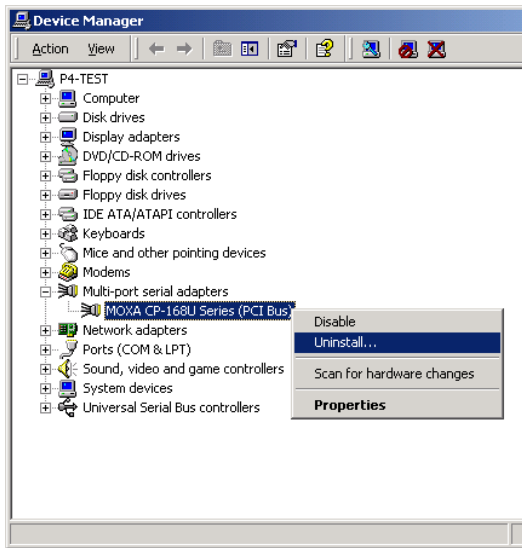 Device Manager
Action View
P4-TEST
Computer
Disk drives
Display adapters
DVD/CD-ROM drives
Floppy disk controllers
Floppy disk drives
IDE ATA/ATAPI controllers
Keyboards
Mice and other pointing devices
Modems
Multi-port serial adapters
MOXA CP-168U Series (PCI Bus)
Network adapters
Ports (COM & LPT)
Sound, video and game controllers
System devices
Universal Serial Bus controllers
Disable
Uninstall...
Scan for hardware changes
Properties